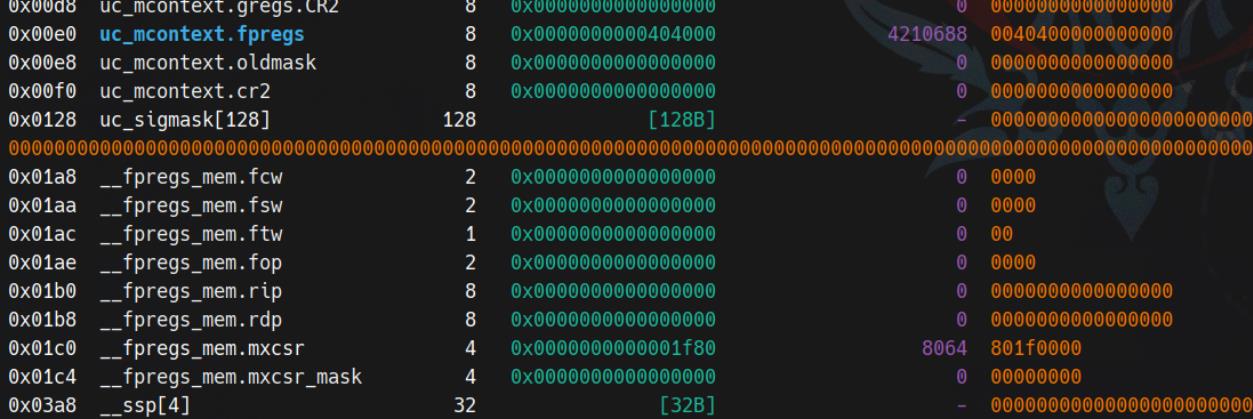 0x00d8 uc_mcontext.gregs.CR2 8 0x0000000000000000 0 0000000000000000
0x00e0 uc_mcontext.fpregs 8 0x0000000000404000 4210688 0040400000000000
0x00e8 uc_mcontext.oldmask 8 0x0000000000000000 0 0000000000000000
0x00f0 uc_mcontext.cr2 8 0x0000000000000000 0 0000000000000000
0x0128 uc_sigmask[128] 128 [128B] - 00000000000000000000000
0000000000000000000000000000000000000000000000000000000000000000000000000000000000000000000000000000000000000
0x01a8 __fpregs_mem.fcw 2 0x0000000000000000 0 0000
0x01aa __fpregs_mem.fsw 2 0x0000000000000000 0 0000
0x01ac __fpregs_mem.ftw 1 0x0000000000000000 0 00
0x01ae __fpregs_mem.fop 2 0x0000000000000000 0 0000
0x01b0 __fpregs_mem.rip 8 0x0000000000000000 0 0000000000000000
0x01b8 __fpregs_mem.rdp 8 0x0000000000000000 0 0000000000000000
0x01c0 __fpregs_mem.mxcsr 4 0x0000000000001f80 8064 801f0000
0x01c4 __fpregs_mem.mxcsr_mask 4 0x0000000000000000 0 00000000
0x03a8 __ssp[4] 32 [32B] - 00000000000000000000000